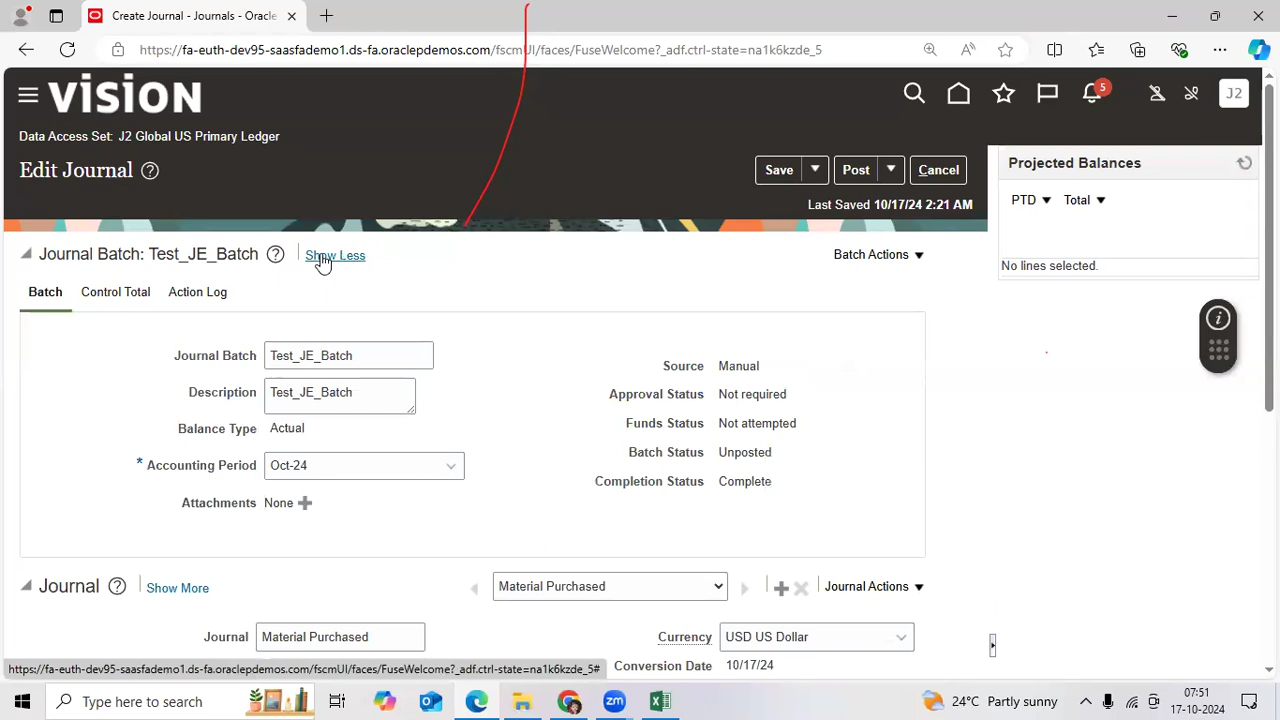 Create Journal - Journals - Orac
https://fa-euth-dev95-saasfademo1.ds-fa.oraclepdemos.com/fscmUI/faces/FuseWelcome?_adf.ctrl-state=na1k6kzde_5
vision
5
J2
Data Access Set: J2 Global US Primary Ledger
Edit Journal
Save
Post
Cancel
Last Saved 10/17/24 2:21 AM
Projected Balances
PTD
Total
No lines selected.
Journal Batch: Test_JE_Batch
Show Less
Batch Actions
Batch
Control Total
Action Log
Journal Batch Test_JE_Batch
Description Test_JE_Batch
Balance Type Actual
* Accounting Period Oct-24
Attachments None
Source Manual
Approval Status Not required
Funds Status Not attempted
Batch Status Unposted
Completion Status Complete
Journal
Show More
Material Purchased
Journal Actions
Journal Material Purchased
Currency USD US Dollar
Conversion Date 10/17/24
https://fa-euth-dev95-saasfademo1.ds-fa.oraclepdemos.com/fscmUI/faces/FuseWelcome?_adf.ctrl-state=na1k6kzde_5#
Type here to search
24°C Partly sunny
07:51
17-10-2024